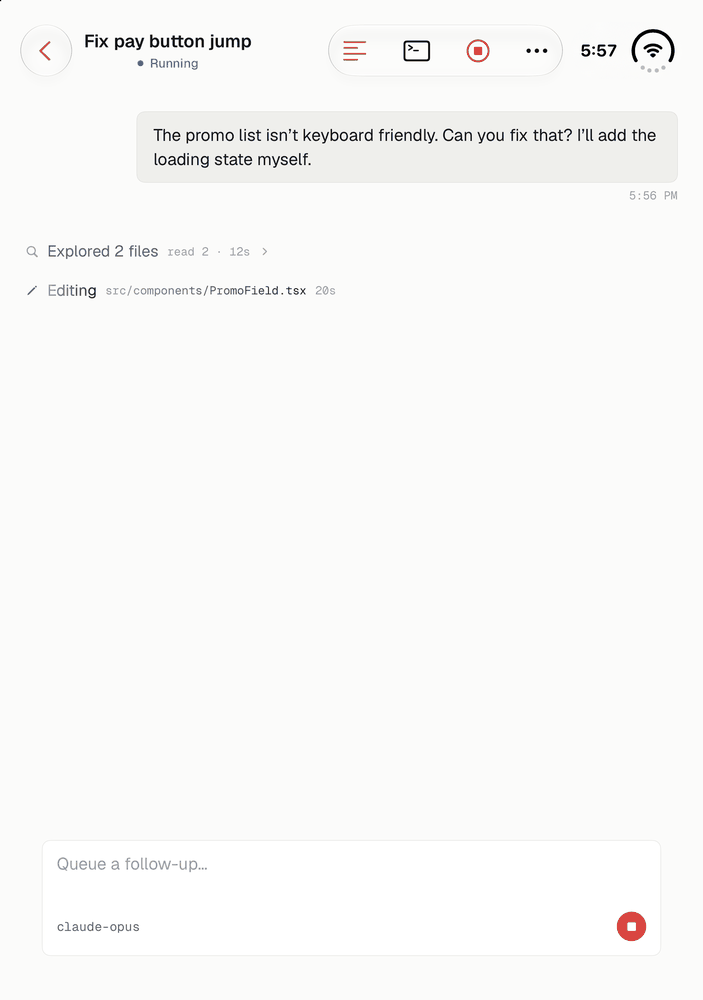 Fix pay button jump
Running
5:57
The promo list isn’t keyboard friendly. Can you fix that? I’ll add the
loading state myself.
5:56 PM
Explored 2 files read 2 · 12s
Editing src/components/PromoField.tsx 20s
Queue a follow-up…
claude-opus